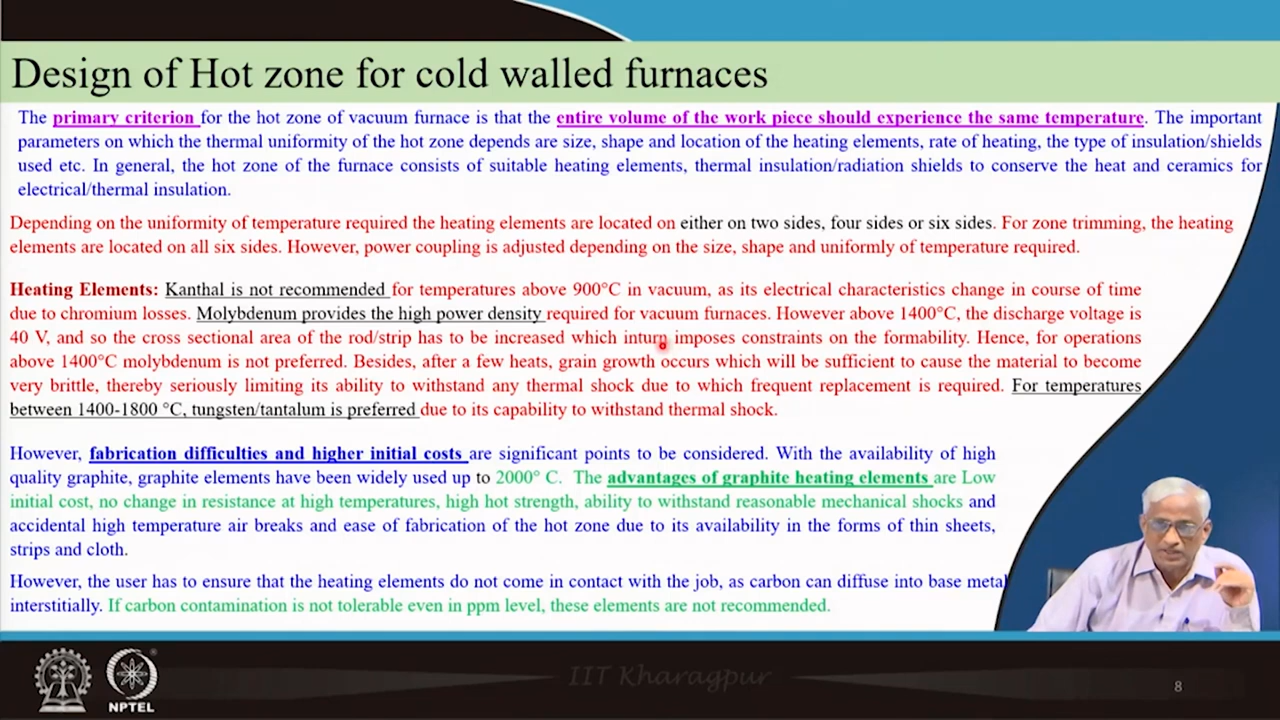 Design of Hot zone for cold walled furnaces
The primary criterion for the hot zone of vacuum furnace is that the entire volume of the work piece should experience the same temperature. The important
parameters on which the thermal uniformity of the hot zone depends are size, shape and location of the heating elements, rate of heating, the type of insulation/shields
used etc. In general, the hot zone of the furnace consists of suitable heating elements, thermal insulation/radiation shields to conserve the heat and ceramics for
electrical/thermal insulation.
Depending on the uniformity of temperature required the heating elements are located on either on two sides, four sides or six sides. For zone trimming, the heating
elements are located on all six sides. However, power coupling is adjusted depending on the size, shape and uniformly of temperature required.
Heating Elements: Kanthal is not recommended for temperatures above 900°C in vacuum, as its electrical characteristics change in course of time
due to chromium losses. Molybdenum provides the high power density required for vacuum furnaces. However above 1400°C, the discharge voltage is
40 V, and so the cross sectional area of the rod/strip has to be increased which inturn imposes constraints on the formability. Hence, for operations
above 1400°C molybdenum is not preferred. Besides, after a few heats, grain growth occurs which will be sufficient to cause the material to become
very brittle, thereby seriously limiting its ability to withstand any thermal shock due to which frequent replacement is required. For temperatures
between 1400-1800 °C, tungsten/tantalum is preferred due to its capability to withstand thermal shock.
However, fabrication difficulties and higher initial costs are significant points to be considered. With the availability of high
quality graphite, graphite elements have been widely used up to 2000° C. The advantages of graphite heating elements are Low
initial cost, no change in resistance at high temperatures, high hot strength, ability to withstand reasonable mechanical shocks and
accidental high temperature air breaks and ease of fabrication of the hot zone due to its availability in the forms of thin sheets,
strips and cloth.
However, the user has to ensure that the heating elements do not come in contact with the job, as carbon can diffuse into base metal
interstitially. If carbon contamination is not tolerable even in ppm level, these elements are not recommended.
IIT Kharagpur
NPTEL
8